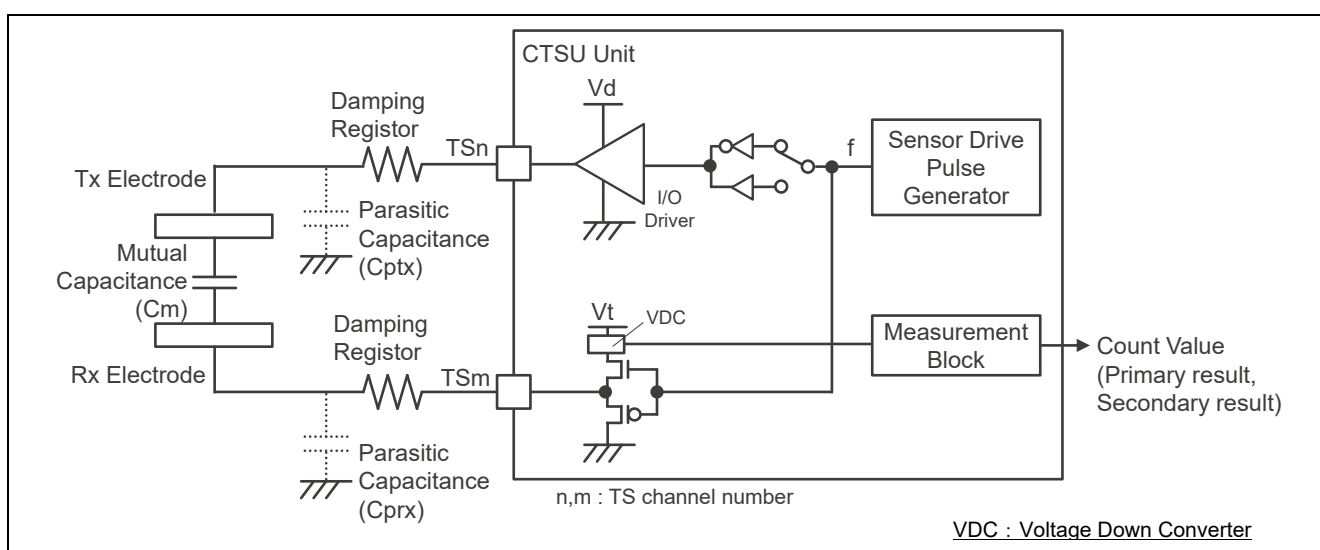 CTSU Unit
Vd
Damping
Registor
TSn
f
Sensor Drive
Pulse
Generator
Tx Electrode
I/O
Driver
Parasitic
Capacitance
(Cptx)
Mutual
Capacitance
(Cm)
Vt
VDC
Damping
Registor
Measurement
Block
Count Value
(Primary result,
Secondary result)
Rx Electrode
TSm
Parasitic
Capacitance
(Cprx)
n,m : TS channel number
VDC : Voltage Down Converter